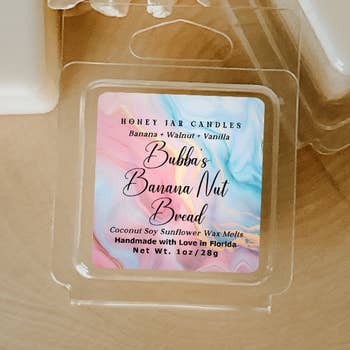 HONEY JAR CANDLES
Banana + Walnut + Vanilla
Bubba's
Banana Nut
Bread
Coconut Soy Sunflower Wax Melts
Handmade with Love in Florida
Net Wt. 1oz/28g